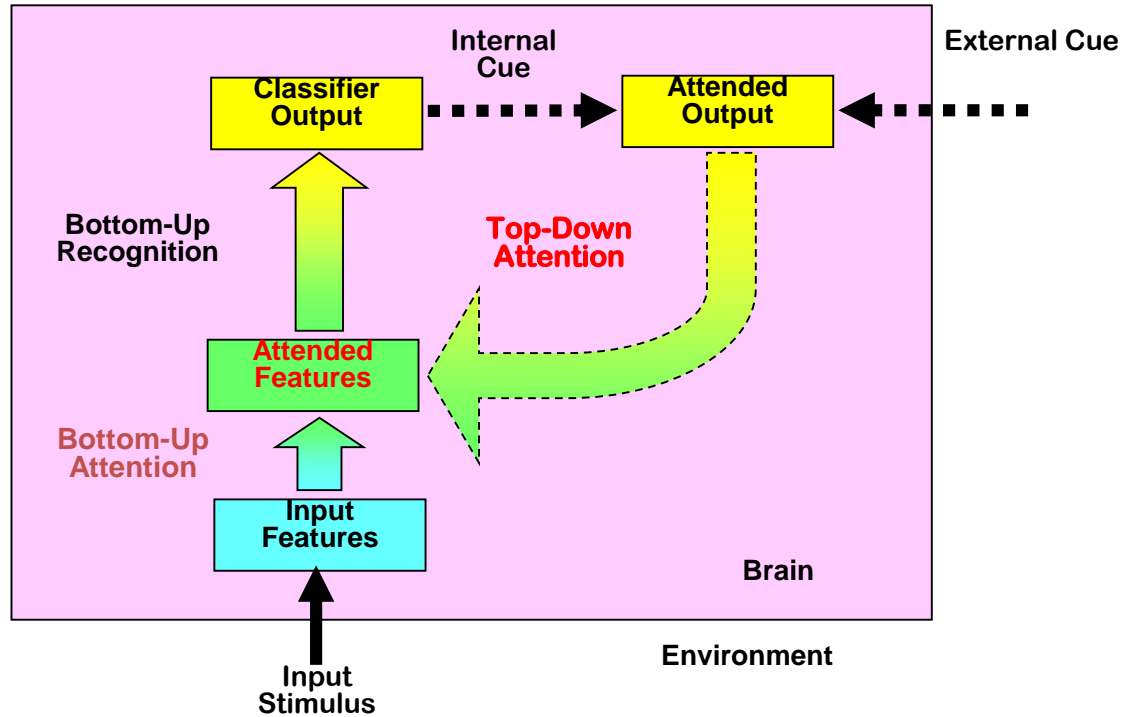 Internal
Cue
External Cue
Classifier
Output
Attended
Output
Bottom-Up
Recognition
Top-Down
Attention
Attended
Features
Bottom-Up
Attention
Input
Features
Brain
Environment
Input
Stimulus